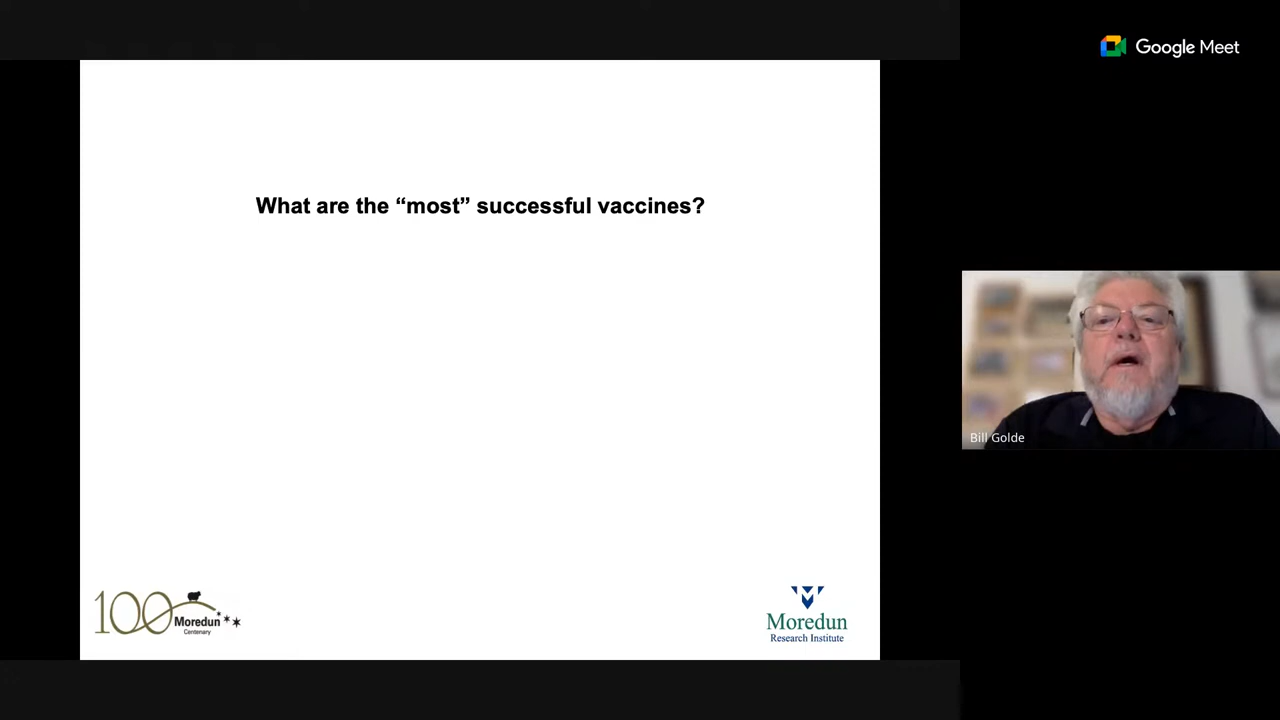 Google Meet
What are the “most” successful vaccines?
Bill Golde
100 Moredun
Centenary
Moredun
Research Institute